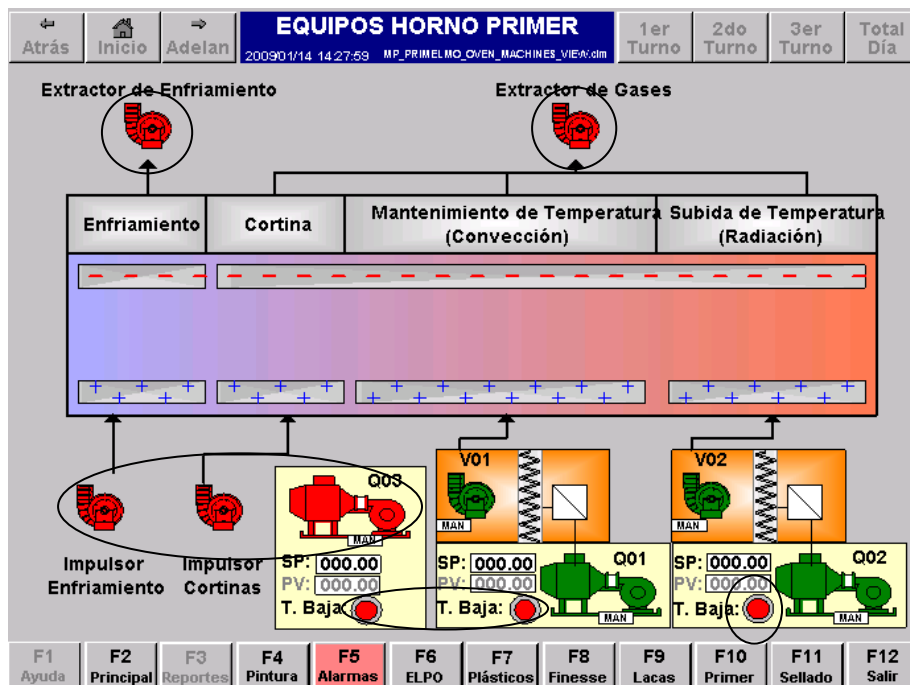 Atrás
Inicio
Adelan
EQUIPOS HORNO PRIMER
2009/01/14 14:27:59 MP_PRIMELMO_OVEN_MACHINES_VIEW.clm
1er
Turno
2do
Turno
3er
Turno
Total
Día
Extractor de Enfriamiento
Extractor de Gases
Enfriamiento
Cortina
Mantenimiento de Temperatura
(Convección)
Subida de Temperatura
(Radiación)
Q03
MAN
SP: 000.00
PV: 000.00
T. Baja:
Impulsor
Enfriamiento
Impulsor
Cortinas
V01
MAN
Q01
SP: 000.00
PV: 000.00
T. Baja:
MAN
V02
MAN
Q02
SP: 000.00
PV: 000.00
T. Baja:
MAN
F1
Ayuda
F2
Principal
F3
Reportes
F4
Pintura
F5
Alarmas
F6
ELPO
F7
Plásticos
F8
Finesse
F9
Lacas
F10
Primer
F11
Sellado
F12
Salir